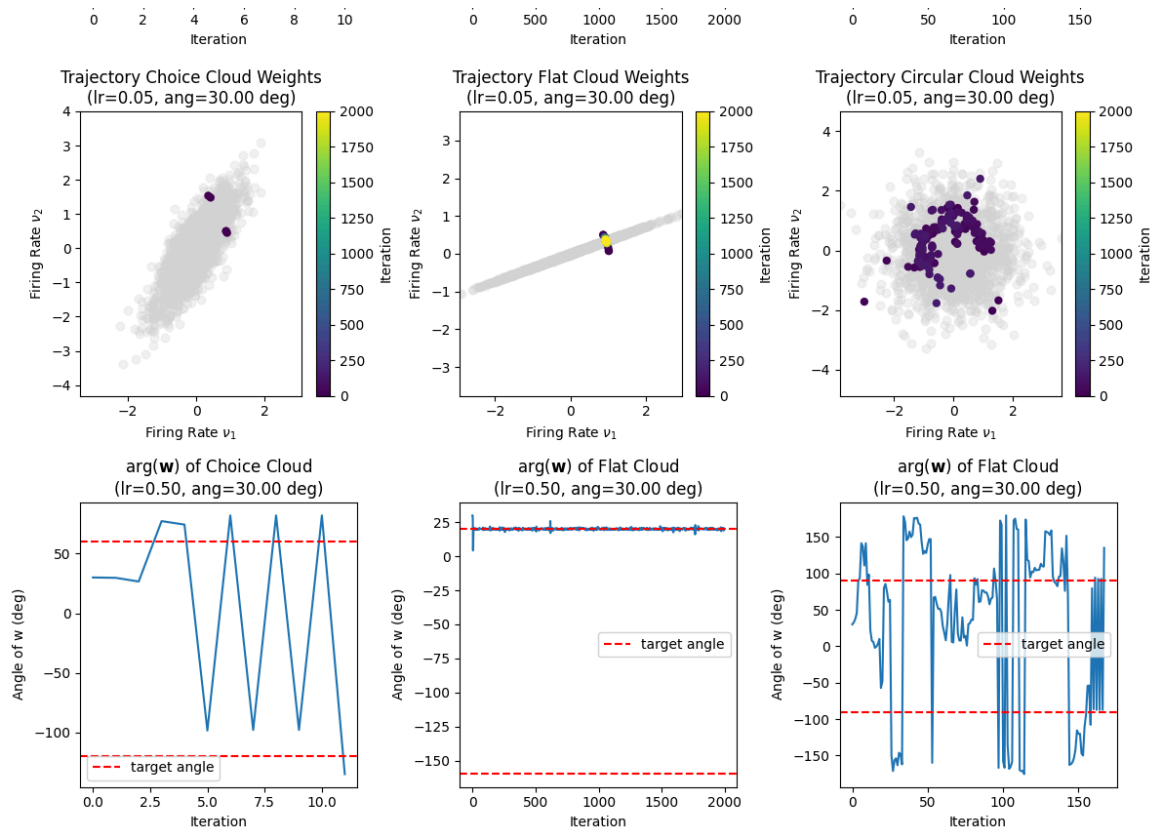 0 2 4 6 8 10
Iteration
0 500 1000 1500 2000
Iteration
0 50 100 150
Iteration
Trajectory Choice Cloud Weights
(lr=0.05, ang=30.00 deg)
4
3
2
1
0
−1
−2
−3
−4
Firing Rate ν2
−2 0 2
Firing Rate ν1
2000
1750
1500
1250
1000
750
500
250
0
Iteration
Trajectory Flat Cloud Weights
(lr=0.05, ang=30.00 deg)
3
2
1
0
−1
−2
−3
Firing Rate ν2
−2 0 2
Firing Rate ν1
2000
1750
1500
1250
1000
750
500
250
0
Iteration
Trajectory Circular Cloud Weights
(lr=0.05, ang=30.00 deg)
4
2
0
−2
−4
Firing Rate ν2
−2 0 2
Firing Rate ν1
2000
1750
1500
1250
1000
750
500
250
0
Iteration
arg(w) of Choice Cloud
(lr=0.50, ang=30.00 deg)
50
0
−50
−100
Angle of w (deg)
target angle
0.0 2.5 5.0 7.5 10.0
Iteration
arg(w) of Flat Cloud
(lr=0.50, ang=30.00 deg)
25
0
−25
−50
−75
−100
−125
−150
Angle of w (deg)
target angle
0 500 1000 1500 2000
Iteration
arg(w) of Flat Cloud
(lr=0.50, ang=30.00 deg)
150
100
50
0
−50
−100
−150
Angle of w (deg)
target angle
0 50 100 150
Iteration